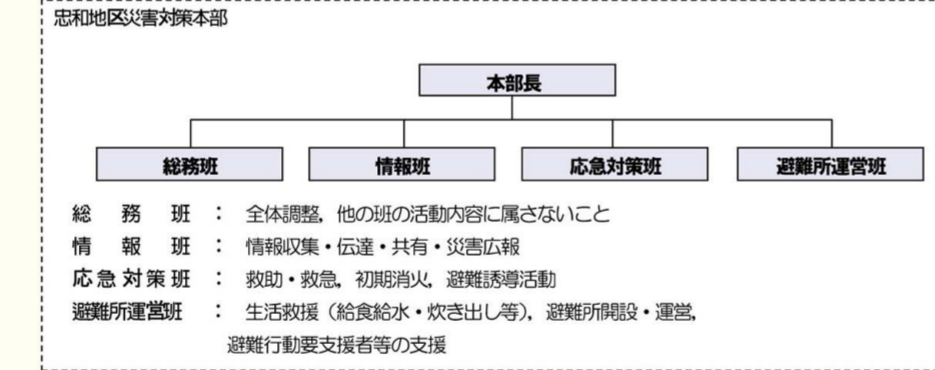 忠和地区災害対策本部
本部長
総務班 情報班 応急対策班 避難所運営班
総務班 : 全体調整，他の班の活動内容に属さないこと
情報班 : 情報収集・伝達・共有・災害広報
応急対策班 : 救助・救急，初期消火，避難誘導活動
避難所運営班 : 生活救援（給食給水・炊き出し等），避難所開設・運営，
避難行動要支援者等の支援